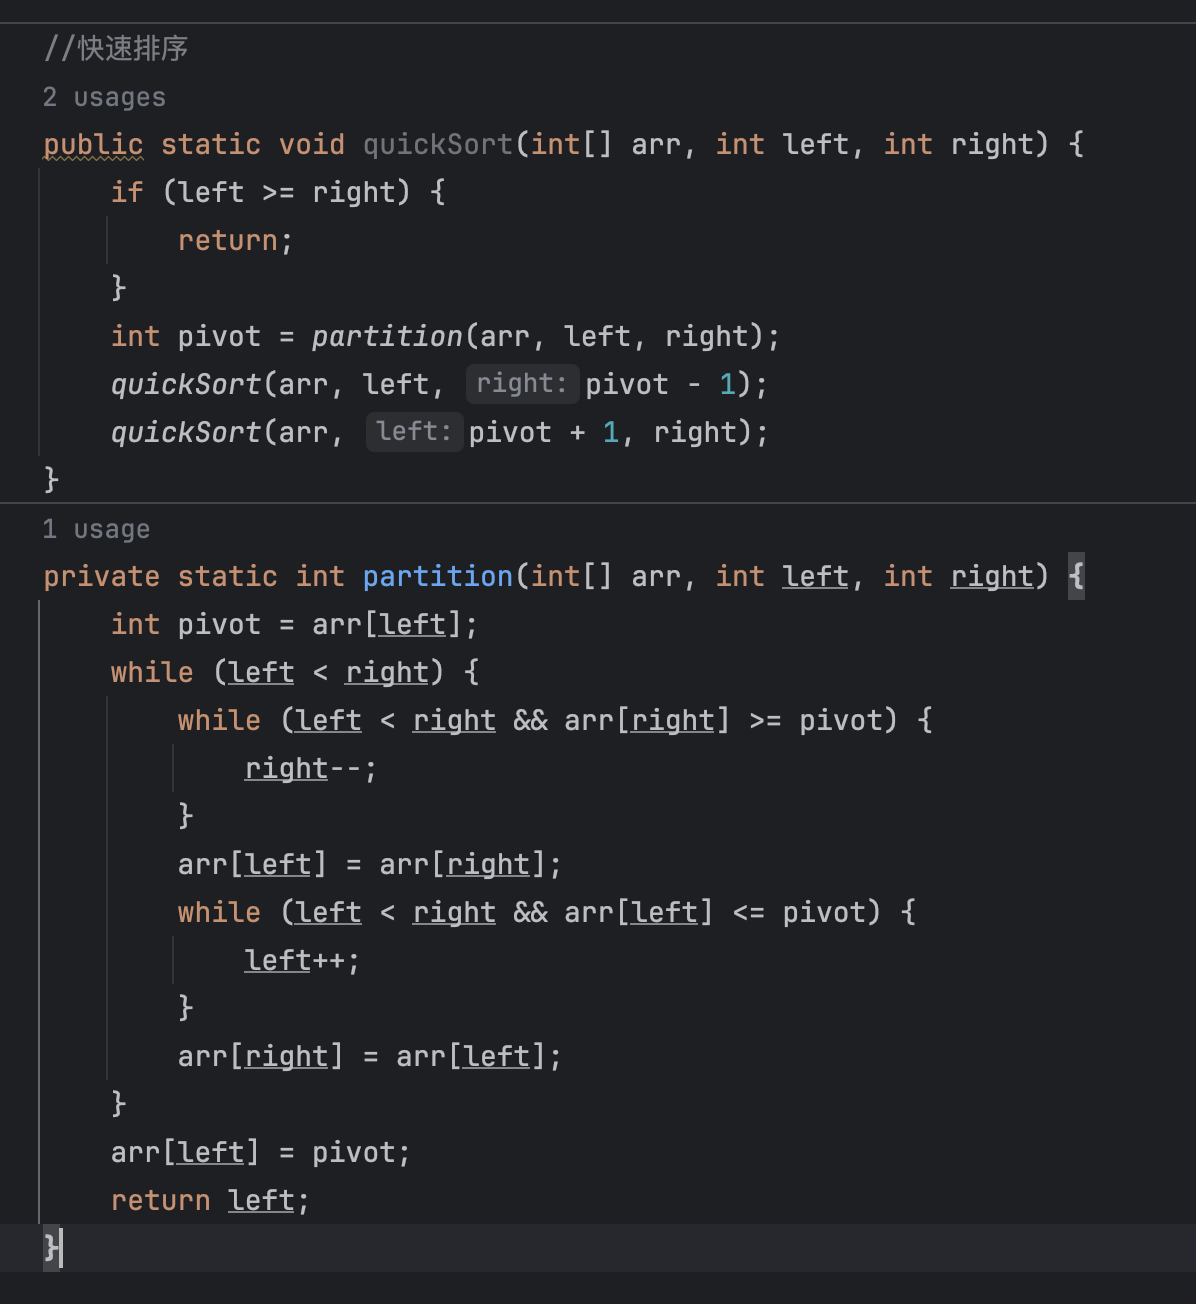 //快速排序
2 usages
public static void quickSort(int[] arr, int left, int right) {
    if (left >= right) {
        return;
    }
    int pivot = partition(arr, left, right);
    quickSort(arr, left, right: pivot - 1);
    quickSort(arr, left: pivot + 1, right);
}
1 usage
private static int partition(int[] arr, int left, int right) {
    int pivot = arr[left];
    while (left < right) {
        while (left < right && arr[right] >= pivot) {
            right--;
        }
        arr[left] = arr[right];
        while (left < right && arr[left] <= pivot) {
            left++;
        }
        arr[right] = arr[left];
    }
    arr[left] = pivot;
    return left;
}